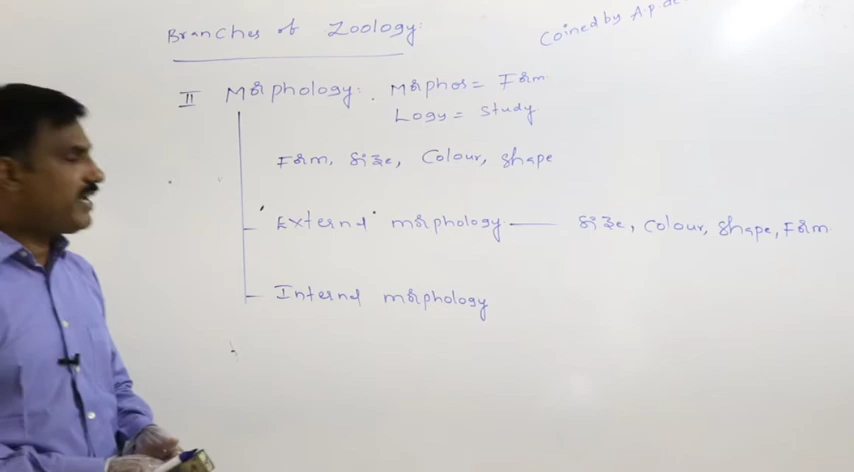 Branches of Zoology:
Coined by A.p. de
II Morphology: Morphos = Form
Logy = Study
Form, Size, Colour, Shape
External morphology — Size, Colour, Shape, Form
Internal morphology